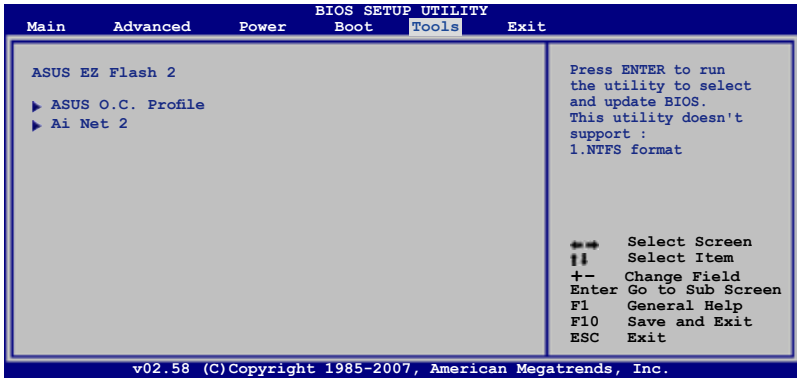 BIOS SETUP UTILITY
Main Advanced Power Boot Tools Exit
ASUS EZ Flash 2
ASUS O.C. Profile
Ai Net 2
Press ENTER to run
the utility to select
and update BIOS.
This utility doesn't
support :
1.NTFS format
Select Screen
Select Item
+- Change Field
Enter Go to Sub Screen
F1 General Help
F10 Save and Exit
ESC Exit
v02.58 (C)Copyright 1985-2007, American Megatrends, Inc.